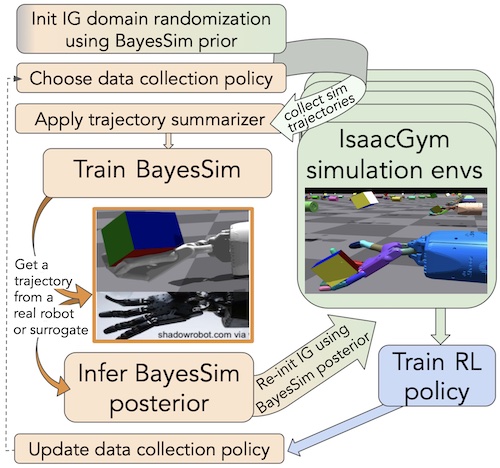 Init IG domain randomization
using BayesSim prior
Choose data collection policy
collect sim
trajectories
Apply trajectory summarizer
Train BayesSim
IsaacGym
simulation envs
Get a
trajectory
from a
real robot
or surrogate
shadowrobot.com via
Infer BayesSim
posterior
Re-init IG using
BayesSim posterior
Train RL
policy
Update data collection policy